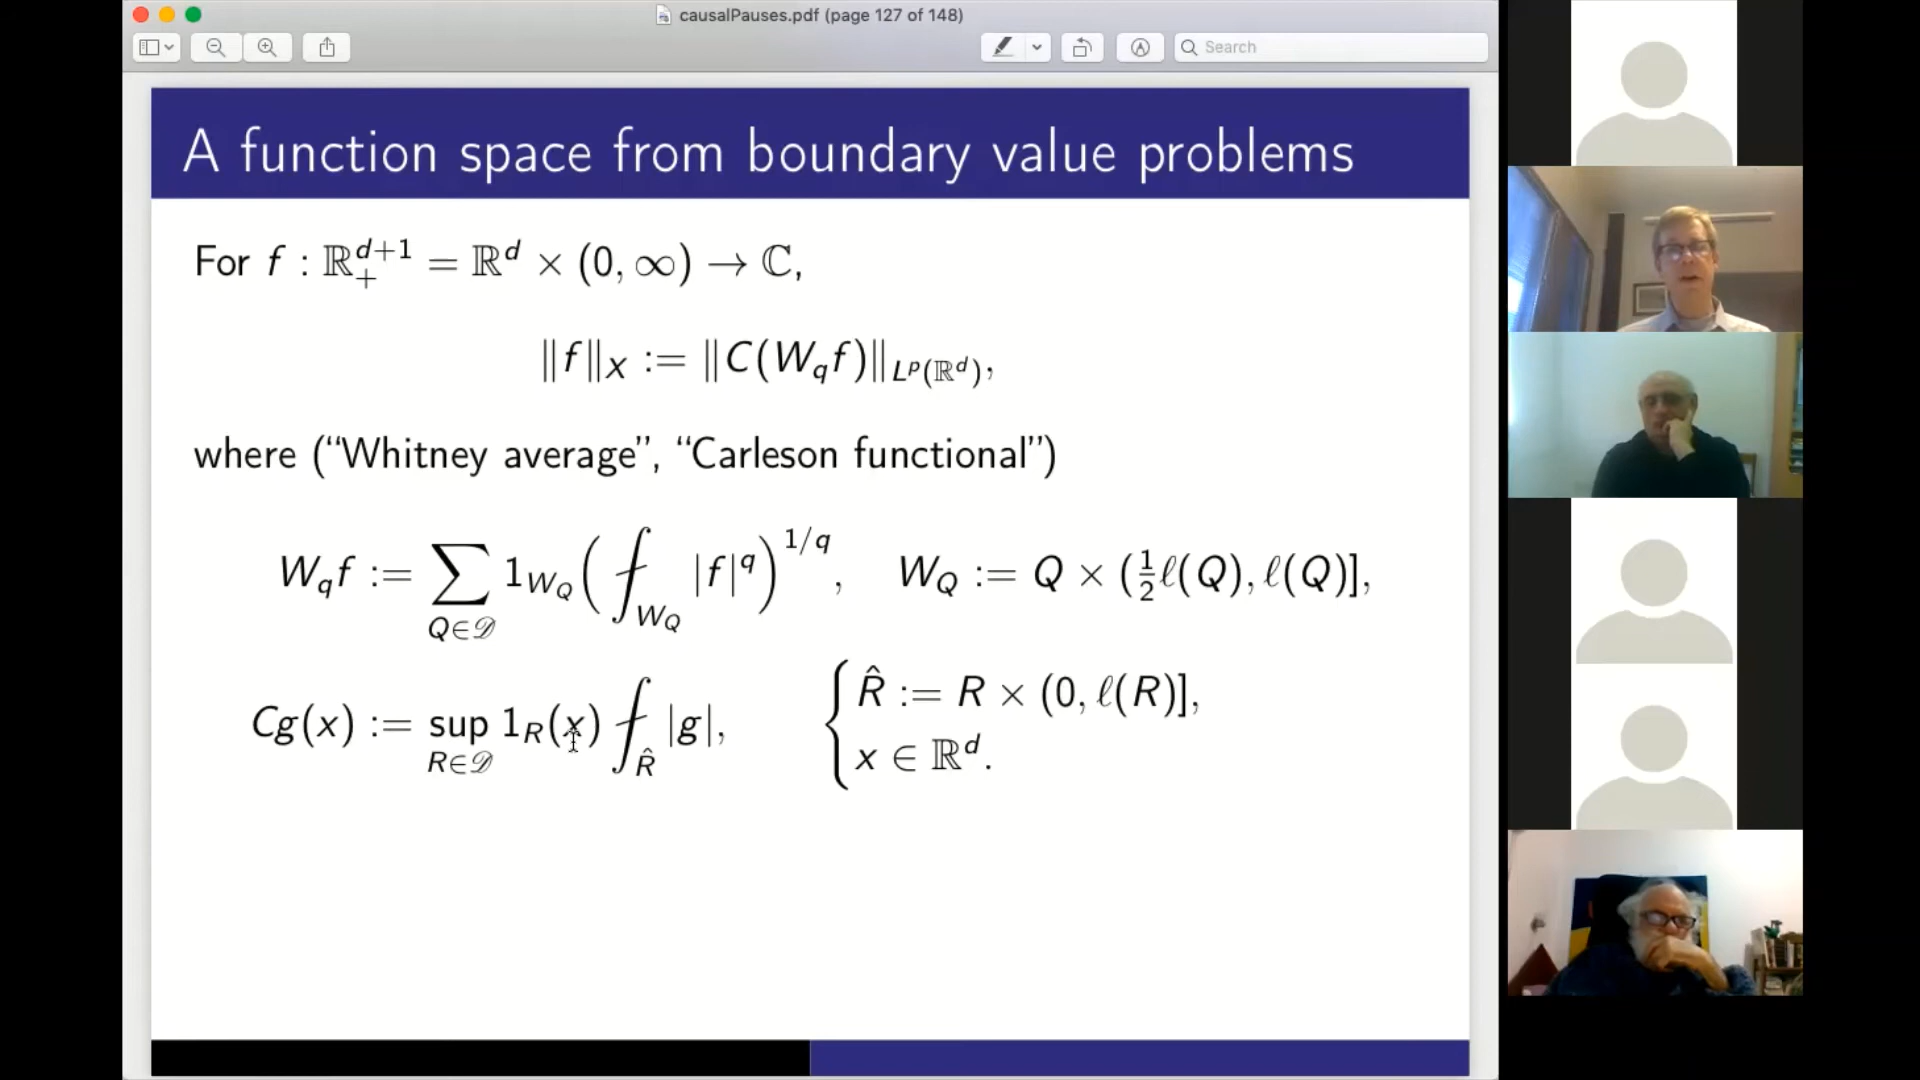 causalPauses.pdf (page 127 of 148)
Search
A function space from boundary value problems
For f : ℝ₊^{d+1} = ℝ^d × (0, ∞) → ℂ,
‖f‖_X := ‖C(W_q f)‖_{L^p(ℝ^d)},
where (“Whitney average”, “Carleson functional”)
W_q f := ∑_{Q∈𝒟} 1_{W_Q} (⨍_{W_Q} |f|^q)^{1/q}, W_Q := Q × (½ℓ(Q), ℓ(Q)],
Cg(x) := sup_{R∈𝒟} 1_R(x) ⨍_{R̂} |g|, { R̂ := R × (0, ℓ(R)],
x ∈ ℝ^d.